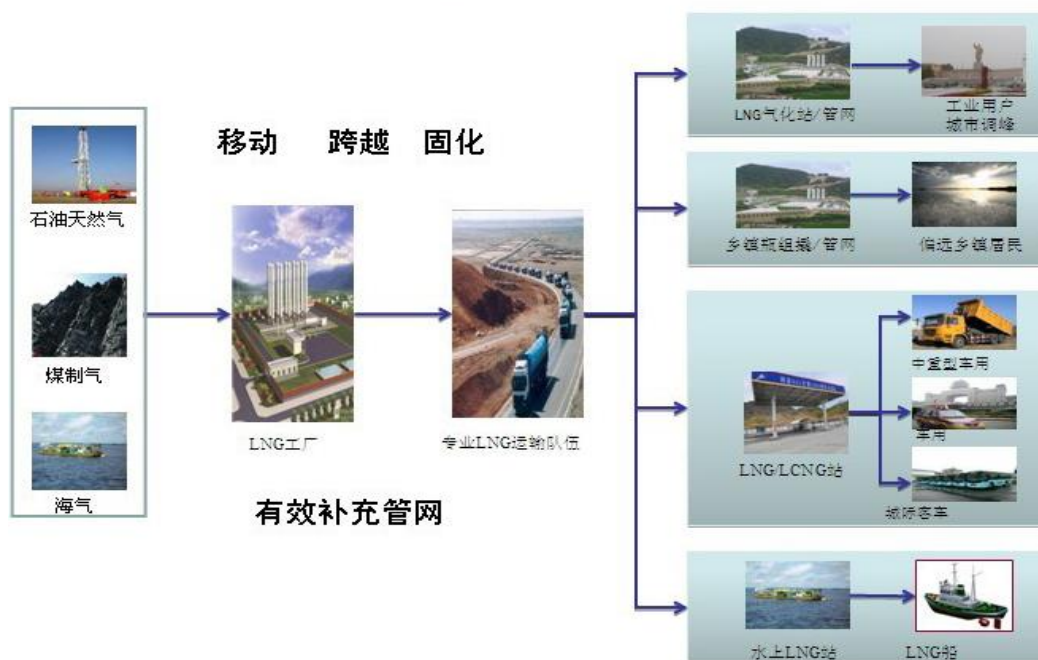 移动 跨越 固化
石油天然气
煤制气
海气
LNG工厂
专业LNG运输队伍
有效补充管网
LNG气化站/管网
工业用户
城市调峰
乡镇瓶组撬/管网
偏远乡镇居民
LNG/LCNG站
中重型车用
车用
城际客车
水上LNG站
LNG船